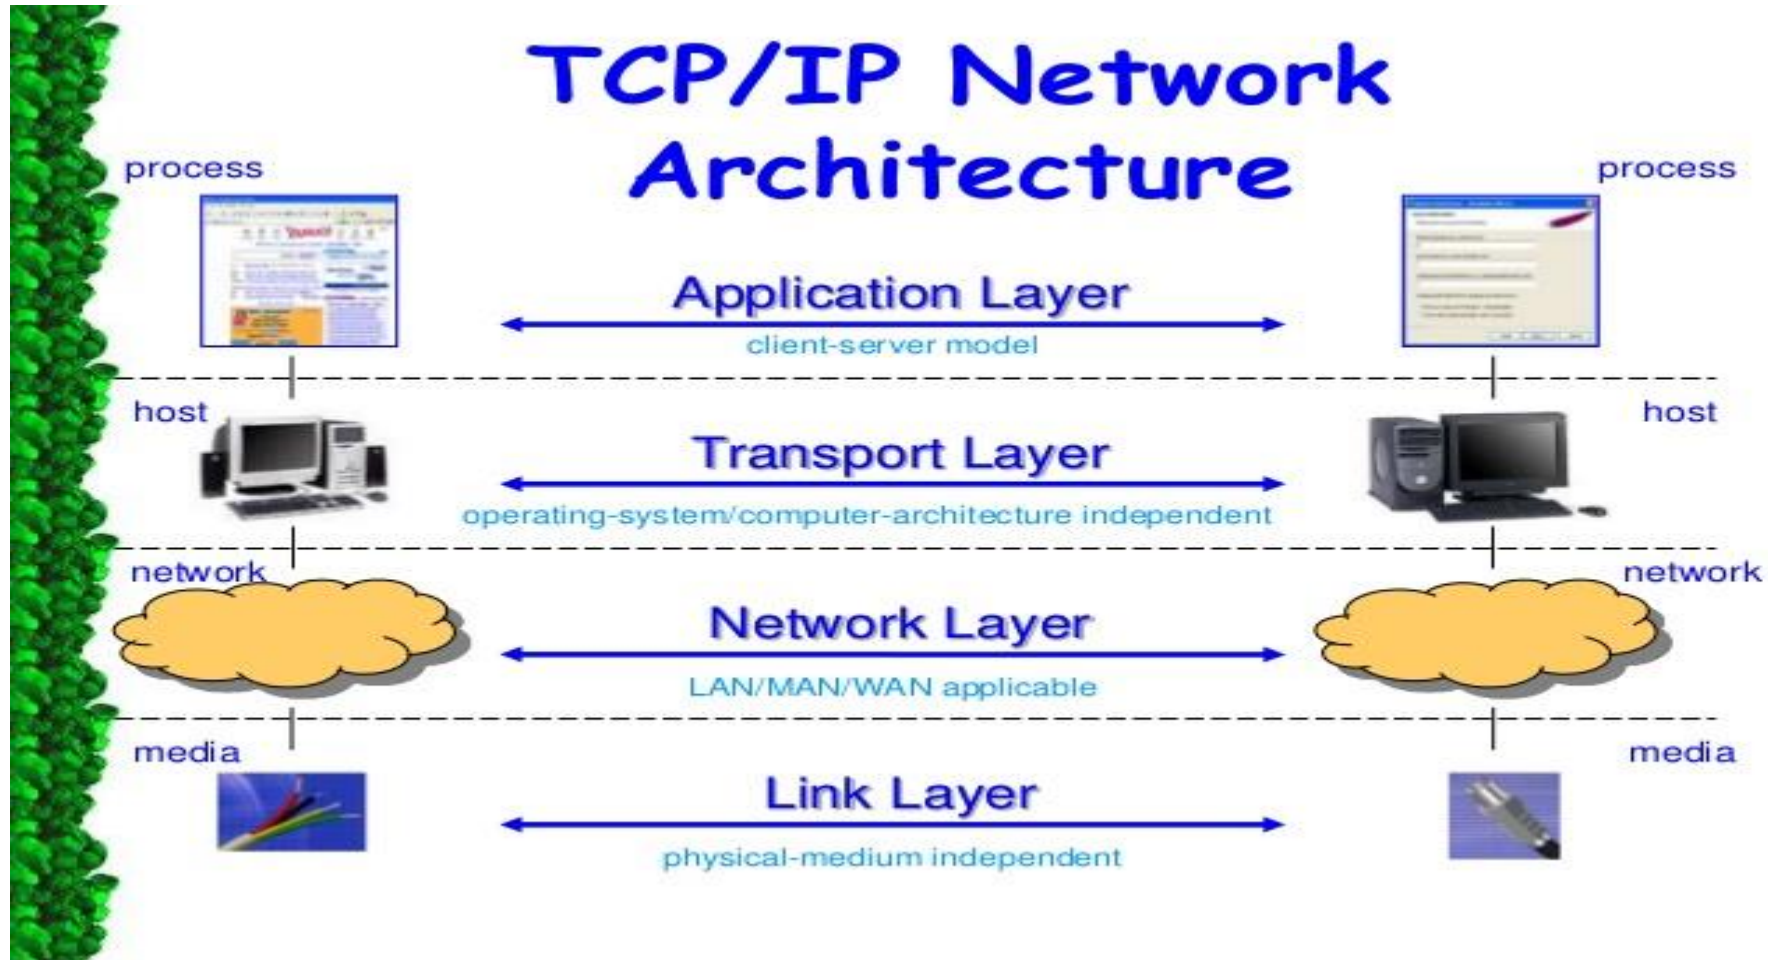 TCP/IP Network
Architecture
process
process
YAHOO!
Application Layer
client-server model
host
host
Transport Layer
operating-system/computer-architecture independent
network
network
Network Layer
LAN/MAN/WAN applicable
media
media
Link Layer
physical-medium independent